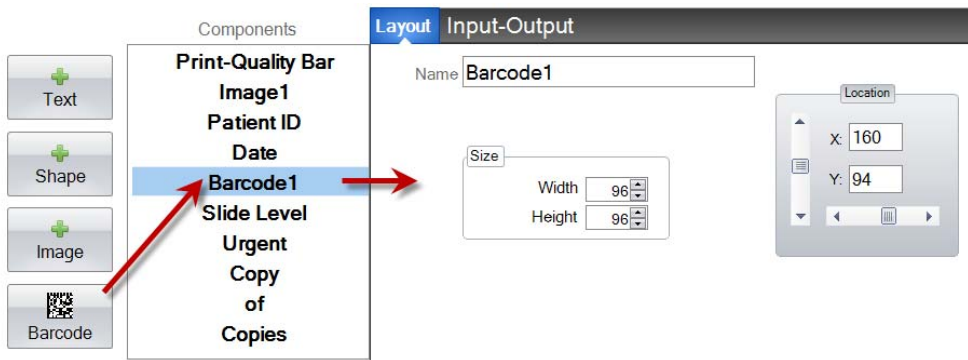 Components
Text
Shape
Image
Barcode
Print-Quality Bar
Image1
Patient ID
Date
Barcode1
Slide Level
Urgent
Copy
of
Copies
Layout Input-Output
Name Barcode1
Size
Width 96
Height 96
Location
X: 160
Y: 94